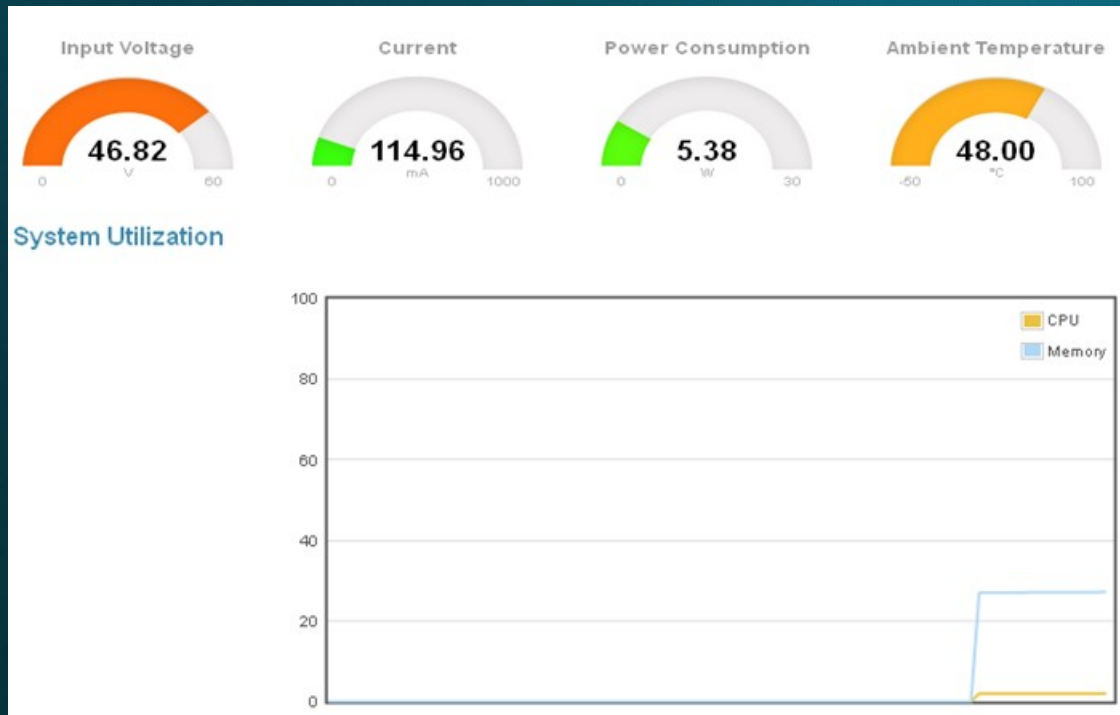 Input Voltage
46.82
V
0 60
Current
114.96
mA
0 1000
Power Consumption
5.38
W
0 30
Ambient Temperature
48.00
°C
-50 100
System Utilization
100
80
60
40
20
0
CPU
Memory